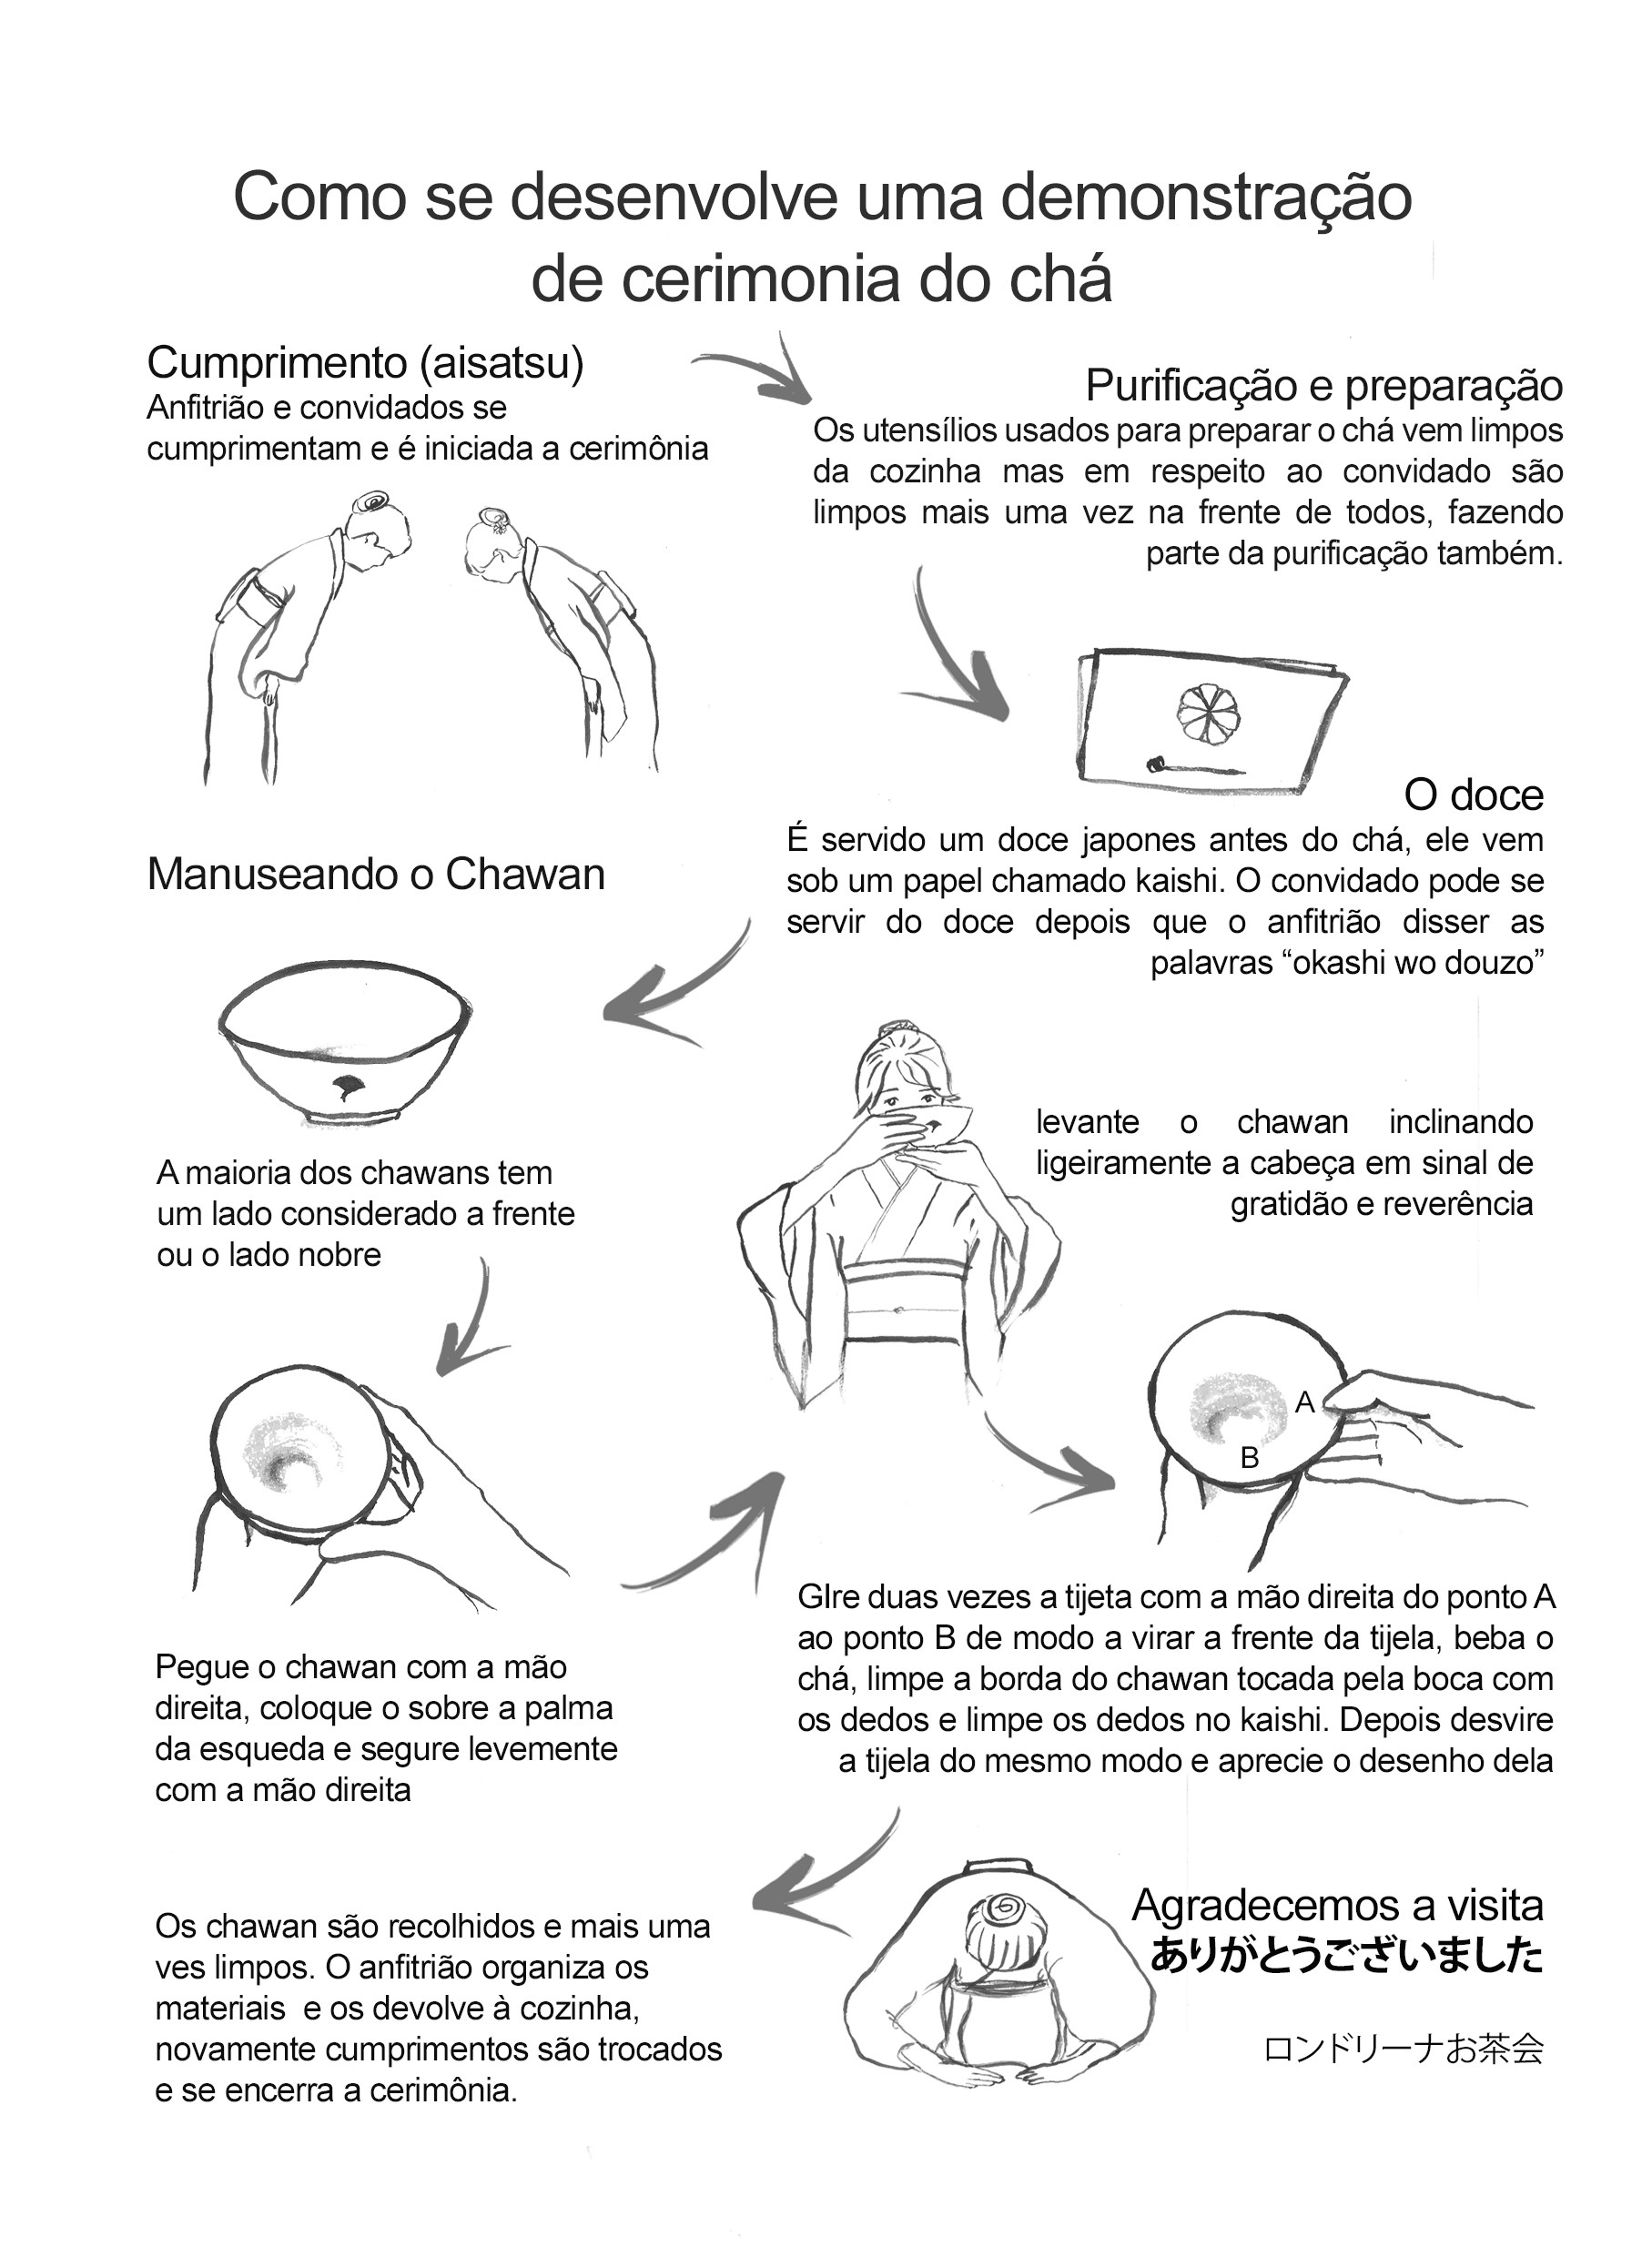 Como se desenvolve uma demonstração
de cerimonia do chá
Cumprimento (aisatsu)
Anfitrião e convidados se
cumprimentam e é iniciada a cerimônia
Purificação e preparação
Os utensílios usados para preparar o chá vem limpos
da cozinha mas em respeito ao convidado são
limpos mais uma vez na frente de todos, fazendo
parte da purificação também.
O doce
É servido um doce japones antes do chá, ele vem
sob um papel chamado kaishi. O convidado pode se
servir do doce depois que o anfitrião disser as
palavras “okashi wo douzo”
Manuseando o Chawan
A maioria dos chawans tem
um lado considerado a frente
ou o lado nobre
Pegue o chawan com a mão
direita, coloque o sobre a palma
da esqueda e segure levemente
com a mão direita
levante o chawan inclinando
ligeiramente a cabeça em sinal de
gratidão e reverência
A
B
GIre duas vezes a tijeta com a mão direita do ponto A
ao ponto B de modo a virar a frente da tijela, beba o
chá, limpe a borda do chawan tocada pela boca com
os dedos e limpe os dedos no kaishi. Depois desvire
a tijela do mesmo modo e aprecie o desenho dela
Os chawan são recolhidos e mais uma
ves limpos. O anfitrião organiza os
materiais  e os devolve à cozinha,
novamente cumprimentos são trocados
e se encerra a cerimônia.
Agradecemos a visita
ありがとうございました
ロンドリーナお茶会